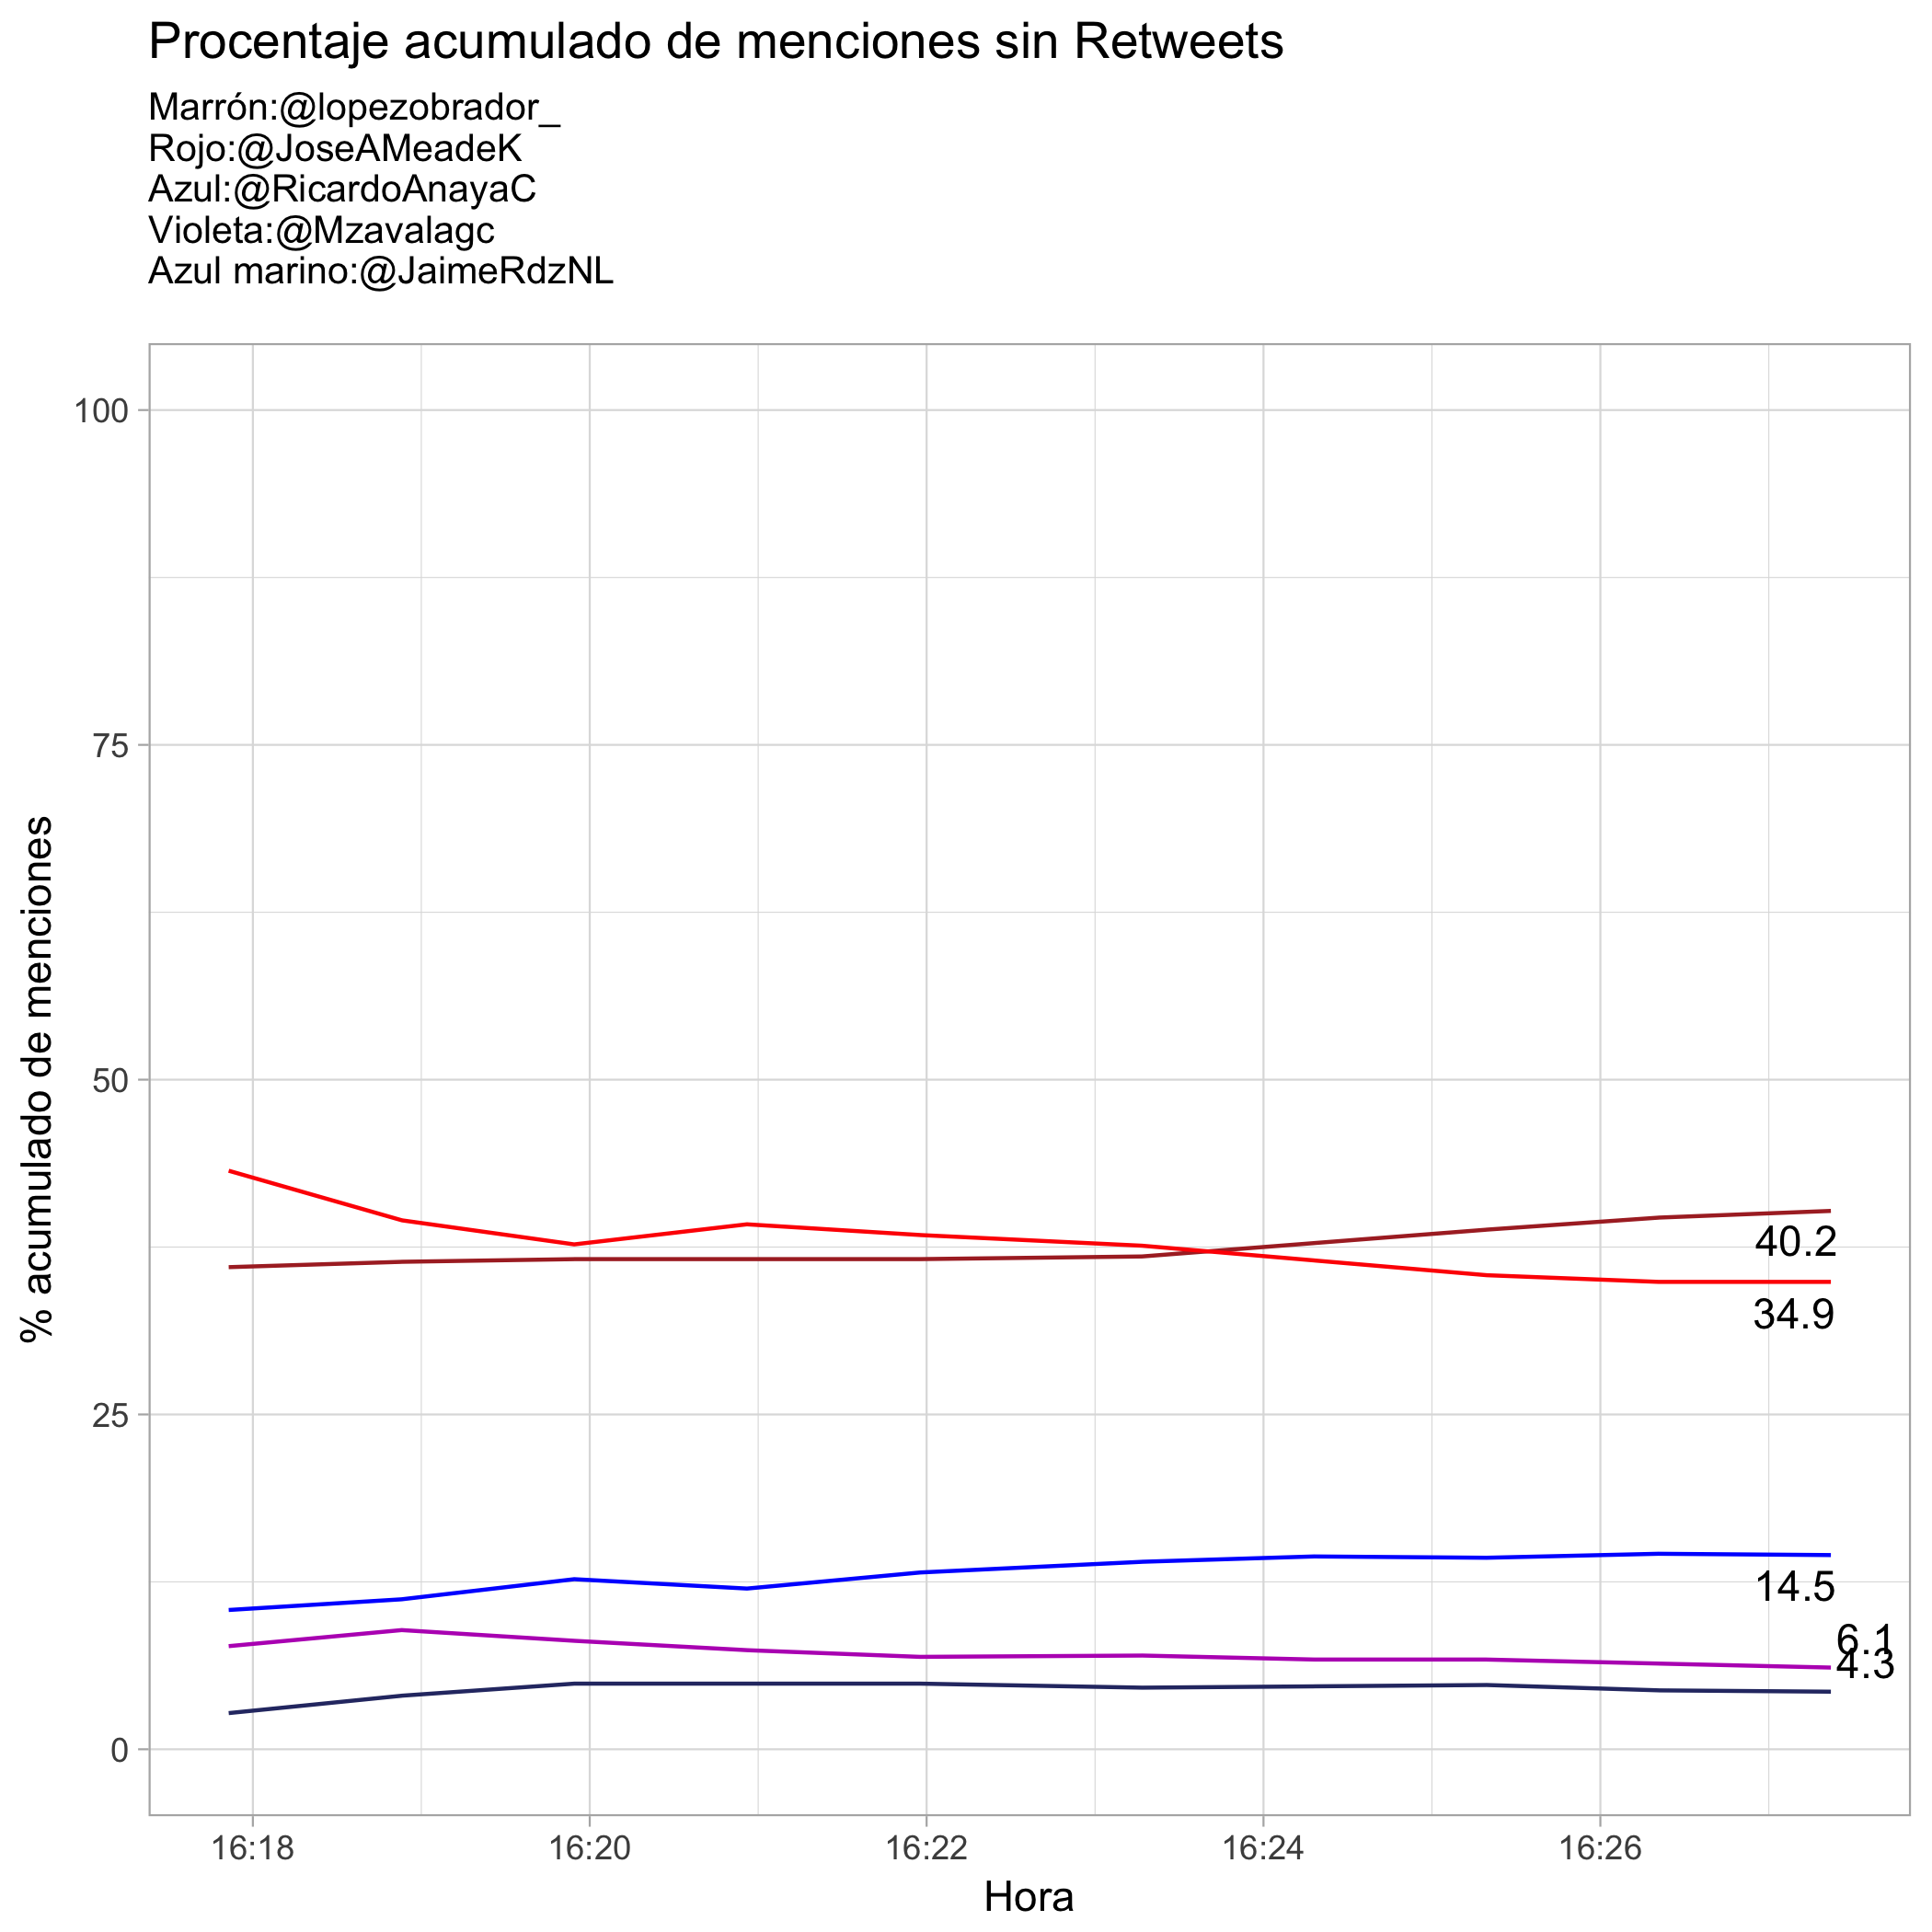 Procentaje acumulado de menciones sin Retweets
Marrón:@lopezobrador_
Rojo:@JoseAMeadeK
Azul:@RicardoAnayaC
Violeta:@Mzavalagc
Azul marino:@JaimeRdzNL
100
75
50
25
0
% acumulado de menciones
40.2
34.9
14.5
6.1
4.3
16:18
16:20
16:22
16:24
16:26
Hora